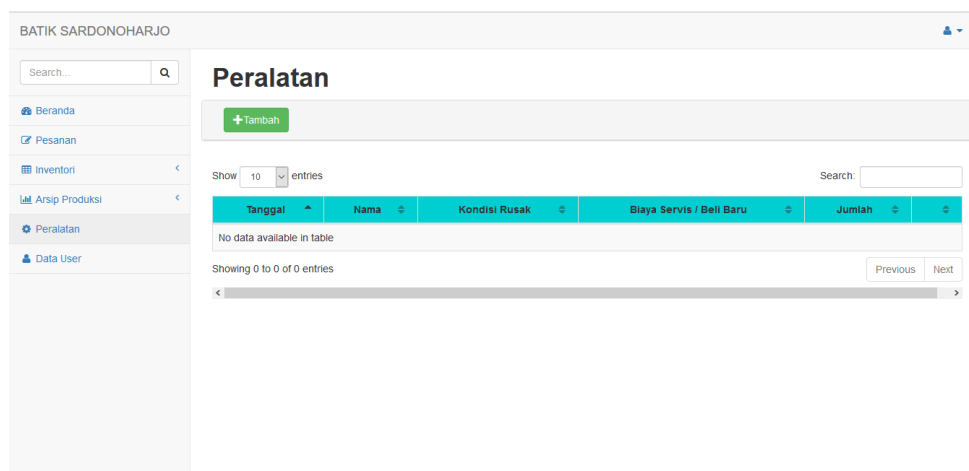 BATIK SARDONOHARJO
Search...
Beranda
Pesanan
Inventori
Arsip Produksi
Peralatan
Data User
Peralatan
Tambah
Show 10 entries
Search:
Tanggal Nama Kondisi Rusak Biaya Servis / Beli Baru Jumlah
No data available in table
Showing 0 to 0 of 0 entries
Previous Next